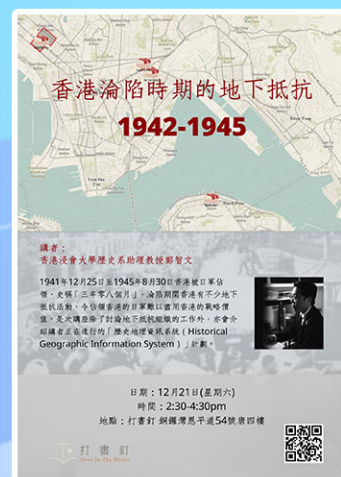 香港淪陷時期的地下抵抗
1942-1945
講者：
香港浸會大學歷史系助理教授鄺智文
1941年12月25日至1945年8月30日香港被日軍佔
領，史稱「三年零八個月」。淪陷期間香港有不少地下
抵抗活動，令佔領香港的日軍難以盡用香港的戰略價
值。是次講座除了討論地下抵抗組織的工作外，亦會介
紹講者正在進行的「歷史地理資訊系統（Historical
Geographic Information System）」計劃。
日期：12月21日(星期六)
時間：2:30-4:30pm
地點：打書釘 銅鑼灣恩平道54號唐四樓
打書釘
Nose In The Books